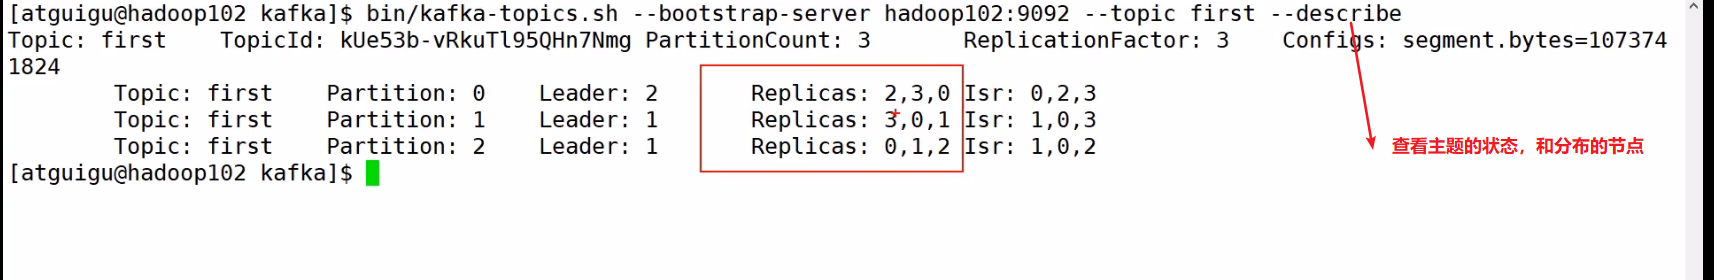 [atguigu@hadoop102 kafka]$ bin/kafka-topics.sh --bootstrap-server hadoop102:9092 --topic first --describe
Topic: first    TopicId: kUe53b-vRkuTl95QHn7Nmg PartitionCount: 3       ReplicationFactor: 3    Configs: segment.bytes=107374
1824
        Topic: first    Partition: 0    Leader: 2       Replicas: 2,3,0 Isr: 0,2,3
        Topic: first    Partition: 1    Leader: 1       Replicas: 3,0,1 Isr: 1,0,3
        Topic: first    Partition: 2    Leader: 1       Replicas: 0,1,2 Isr: 1,0,2
查看主题的状态，和分布的节点
[atguigu@hadoop102 kafka]$